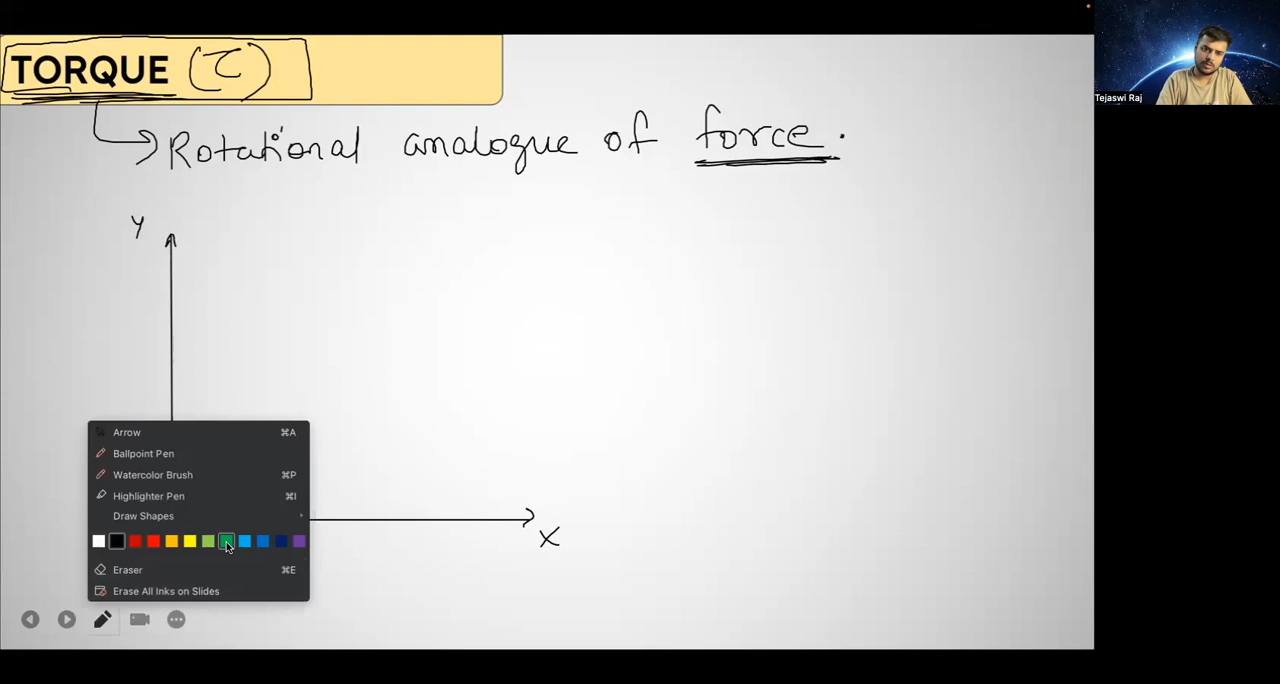 TORQUE (τ)
Tejaswi Raj
Rotational analogue of force.
Y
Arrow ⌘A
Ballpoint Pen
Watercolor Brush ⌘P
Highlighter Pen ⌘I
Draw Shapes
X
Eraser ⌘E
Erase All Inks on Slides